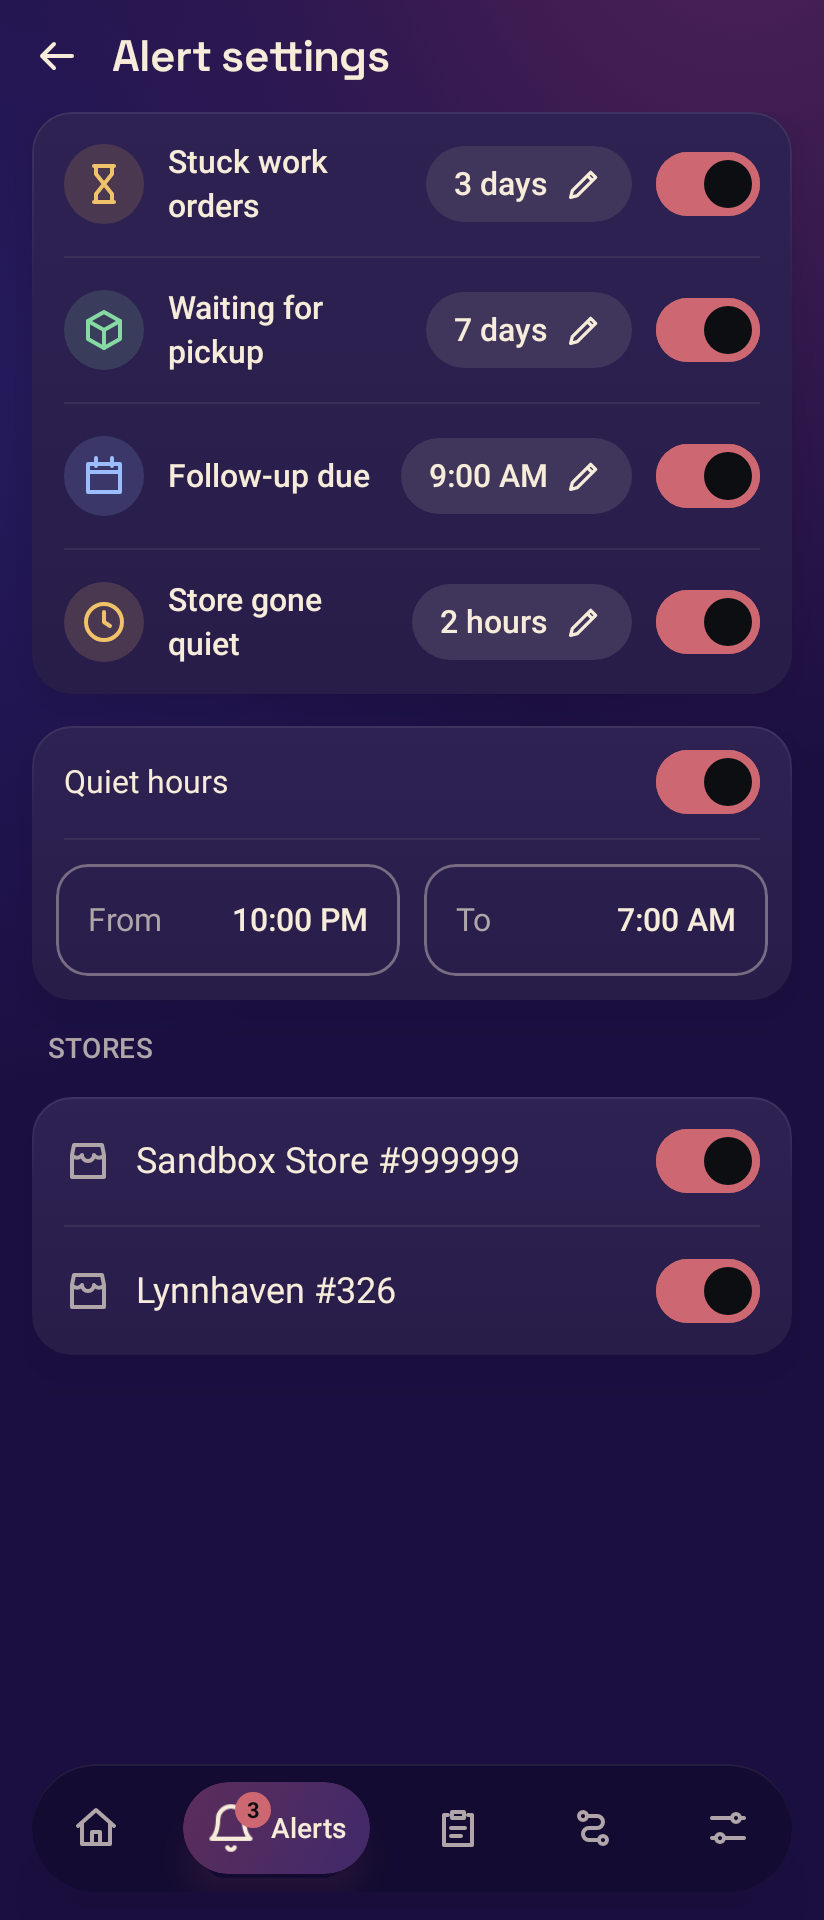 Alert settings
Stuck work
orders
3 days
Waiting for
pickup
7 days
Follow-up due
9:00 AM
Store gone
quiet
2 hours
Quiet hours
From 10:00 PM
To 7:00 AM
STORES
Sandbox Store #999999
Lynnhaven #326
3
Alerts